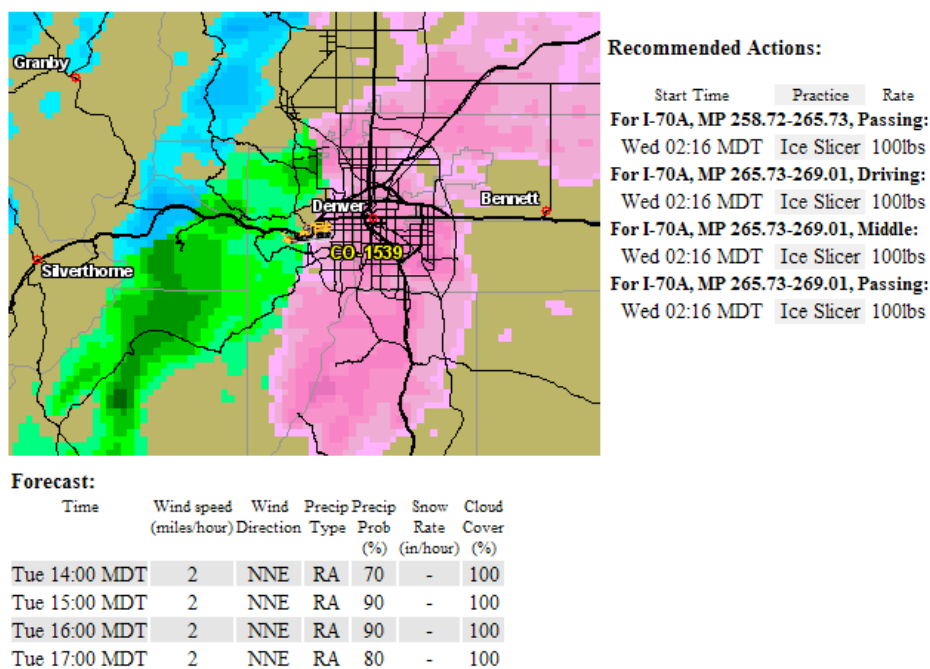 Granby
Denver
Bennett
CO-1539
Silverthorne
Recommended Actions:
Start Time Practice Rate
For I-70A, MP 258.72-265.73, Passing:
Wed 02:16 MDT Ice Slicer 100lbs
For I-70A, MP 265.73-269.01, Driving:
Wed 02:16 MDT Ice Slicer 100lbs
For I-70A, MP 265.73-269.01, Middle:
Wed 02:16 MDT Ice Slicer 100lbs
For I-70A, MP 265.73-269.01, Passing:
Wed 02:16 MDT Ice Slicer 100lbs
Forecast:
Time Wind speed Wind Precip Precip Snow Cloud
(miles/hour) Direction Type Prob Rate Cover
(%) (in/hour) (%)
Tue 14:00 MDT 2 NNE RA 70 - 100
Tue 15:00 MDT 2 NNE RA 90 - 100
Tue 16:00 MDT 2 NNE RA 90 - 100
Tue 17:00 MDT 2 NNE RA 80 - 100